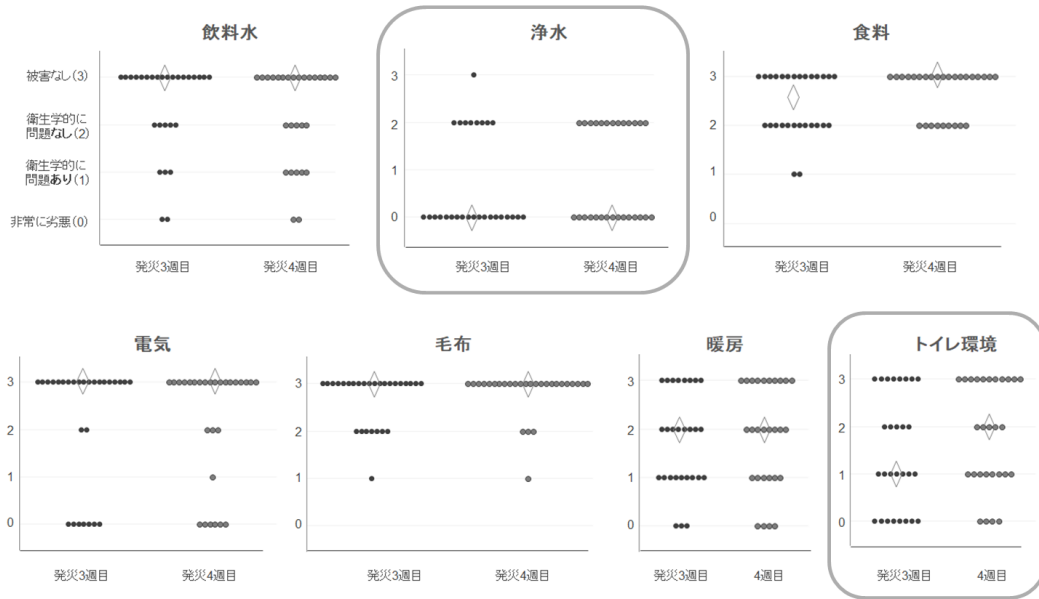 飲料水
被害なし(3)
衛生学的に
問題なし(2)
衛生学的に
問題あり(1)
非常に劣悪(0)
発災3週目
発災4週目
浄水
3
2
1
0
発災3週目
発災4週目
食料
3
2
1
0
発災3週目
発災4週目
電気
3
2
1
0
発災3週目
発災4週目
毛布
3
2
1
0
発災3週目
発災4週目
暖房
3
2
1
0
発災3週目
4週目
トイレ環境
3
2
1
0
発災3週目
4週目